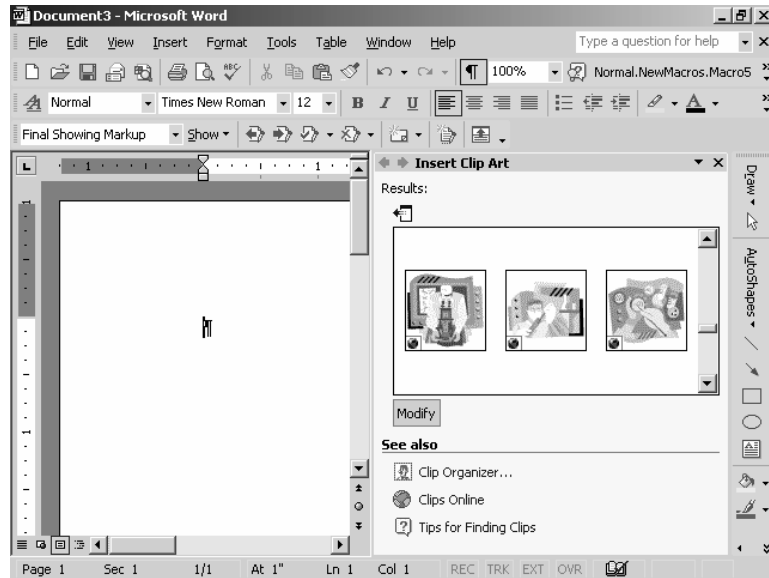 Document3 - Microsoft Word
File Edit View Insert Format Tools Table Window Help Type a question for help
100% Normal.NewMacros.Macro5
Normal Times New Roman 12 B I U A
Final Showing Markup Show
L 1 1 Insert Clip Art
Results:
¶
Modify
See also
Clip Organizer...
Clips Online
Tips for Finding Clips
Draw
AutoShapes
Page 1 Sec 1 1/1 At 1" Ln 1 Col 1 REC TRK EXT OVR